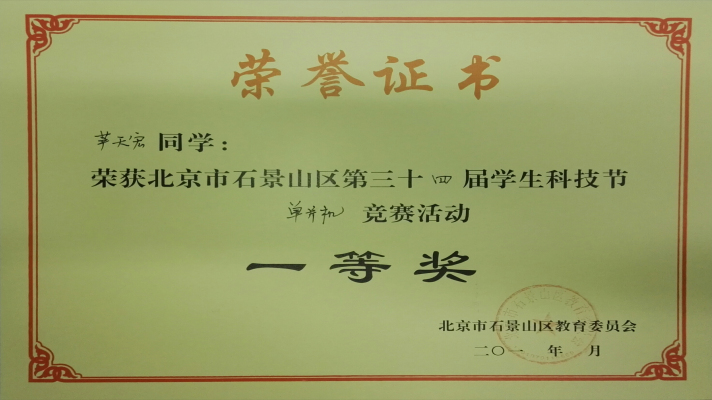 荣誉证书
天宏同学：
荣获北京市石景山区第三十四届学生科技节
单片机 竞赛活动
一等奖
北京市石景山区教育委员会
二〇一 年 月